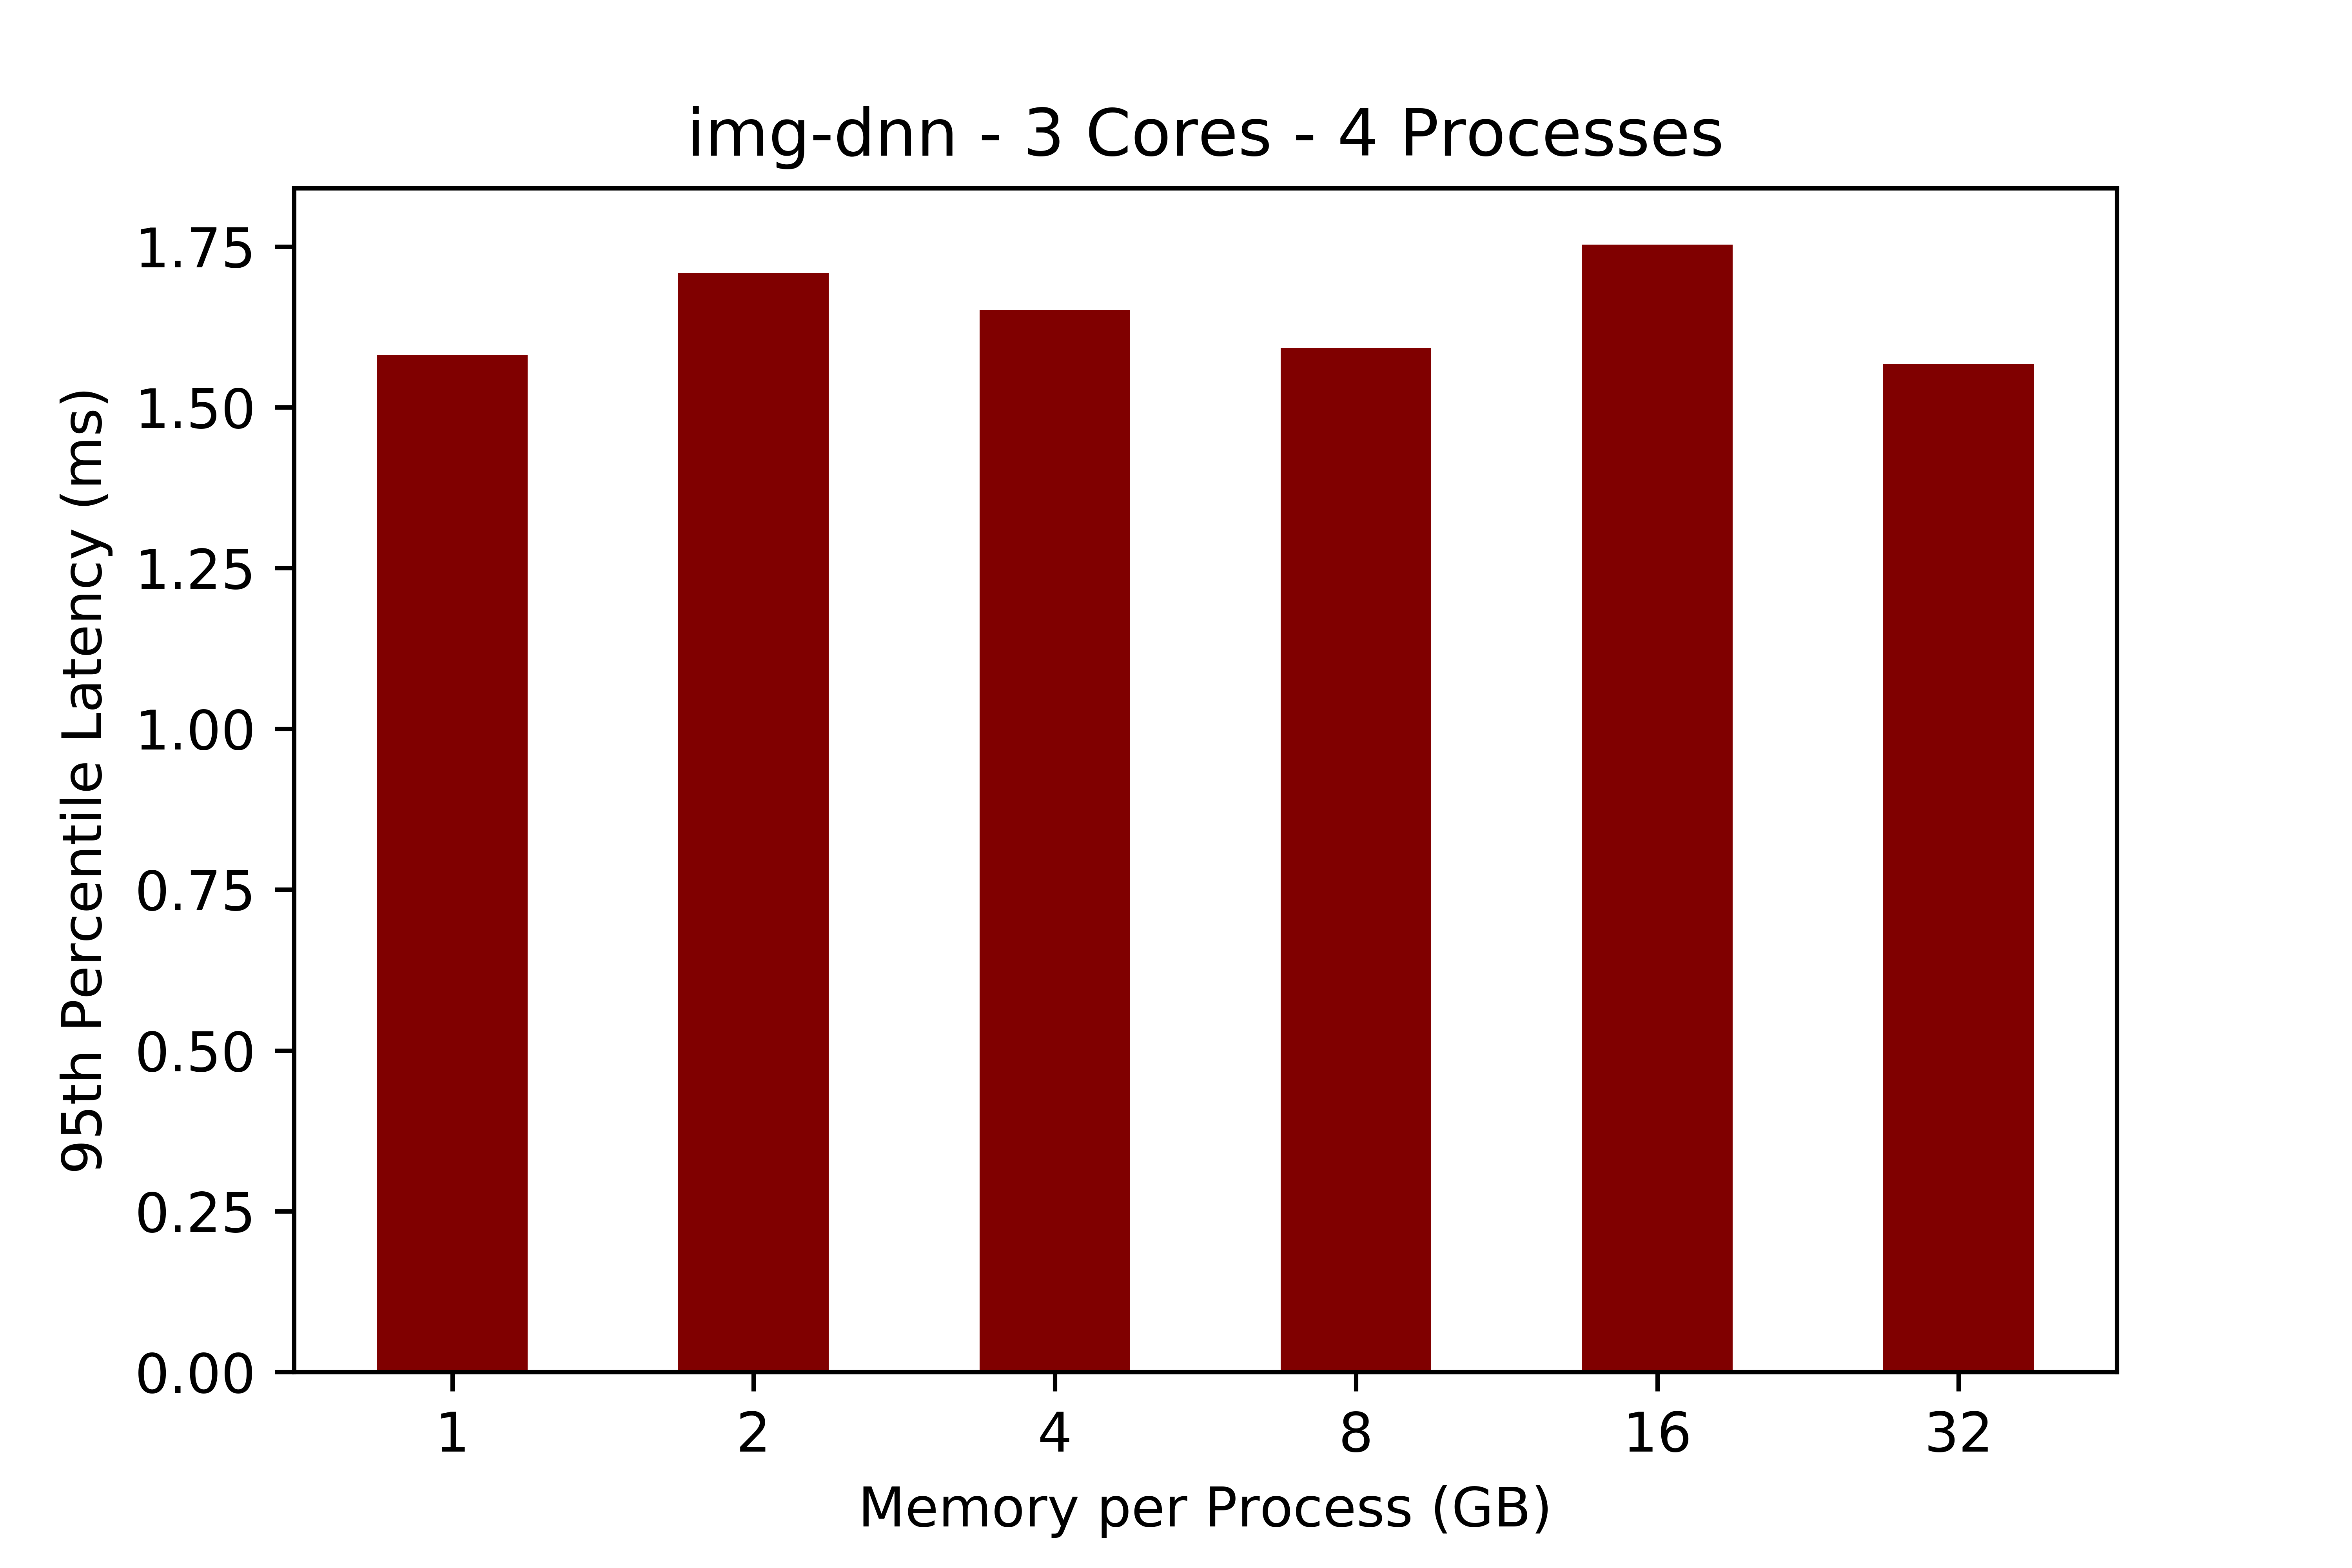 img-dnn - 3 Cores - 4 Processes
95th Percentile Latency (ms)
1.75
1.50
1.25
1.00
0.75
0.50
0.25
0.00
1 2 4 8 16 32
Memory per Process (GB)